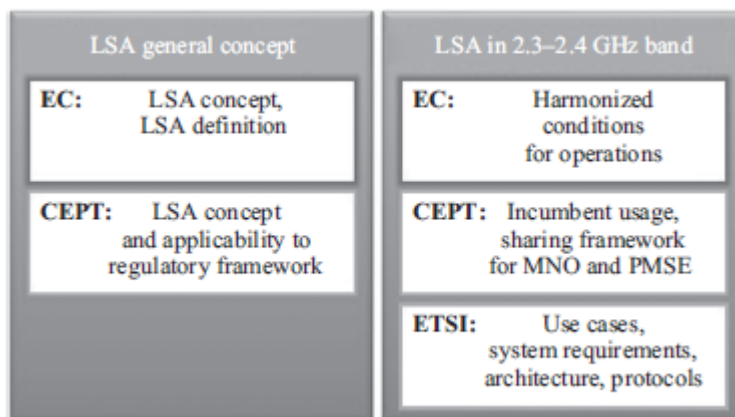 LSA general concept
EC: LSA concept,
LSA definition
CEPT: LSA concept
and applicability to
regulatory framework
LSA in 2.3–2.4 GHz band
EC: Harmonized
conditions
for operations
CEPT: Incumbent usage,
sharing framework
for MNO and PMSE
ETSI: Use cases,
system requirements,
architecture, protocols